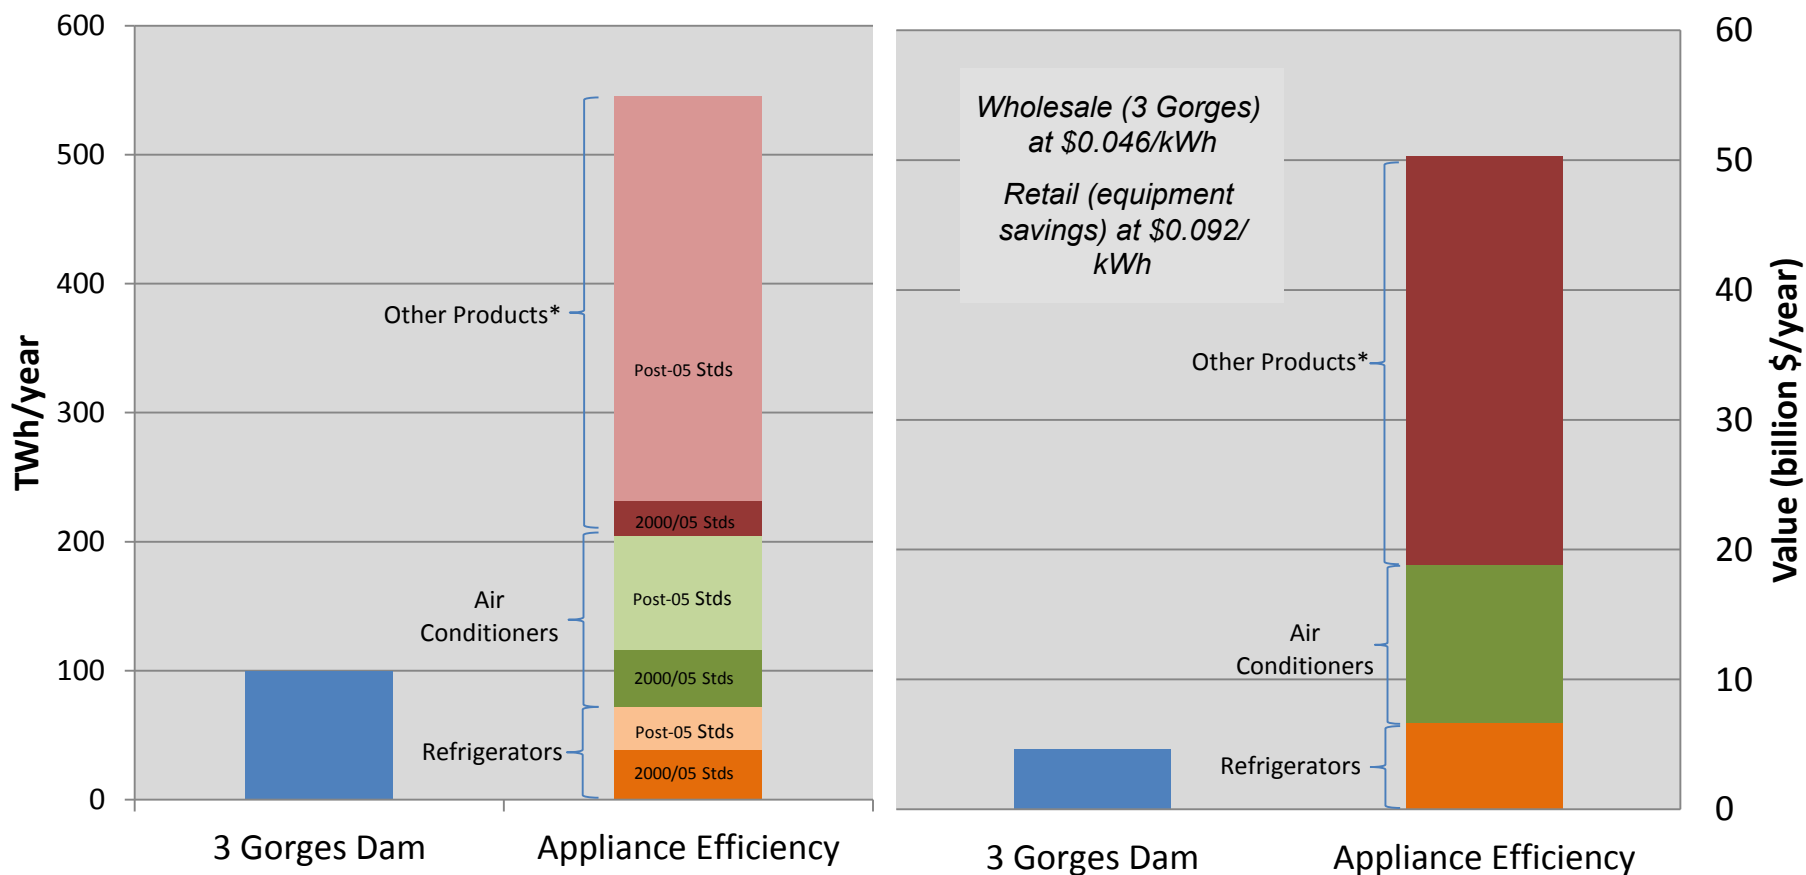 600
500
400
300
200
100
0
TWh/year
Other Products*
Air
Conditioners
Refrigerators
Post-05 Stds
2000/05 Stds
Post-05 Stds
2000/05 Stds
Post-05 Stds
2000/05 Stds
3 Gorges Dam
Appliance Efficiency
Wholesale (3 Gorges)
at $0.046/kWh
Retail (equipment
savings) at $0.092/
kWh
Other Products*
Air
Conditioners
Refrigerators
3 Gorges Dam
Appliance Efficiency
60
50
40
30
20
10
0
Value (billion $/year)